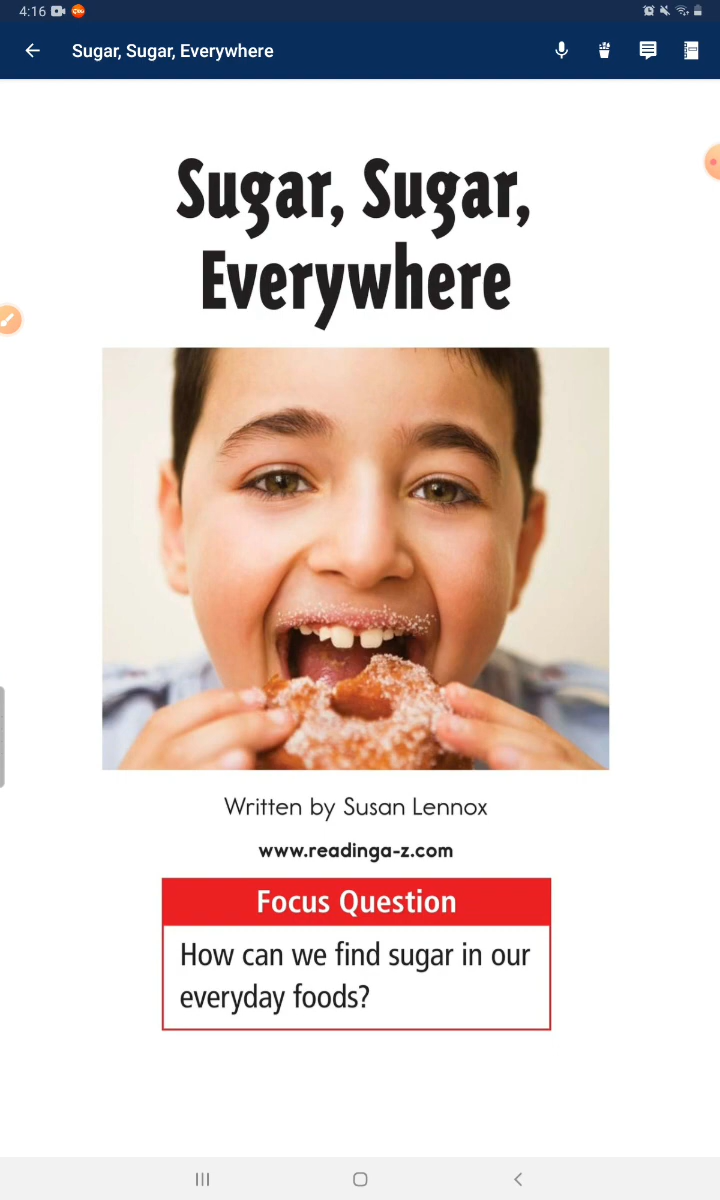 4:16
Sugar, Sugar, Everywhere
Sugar, Sugar,
Everywhere
Written by Susan Lennox
www.readinga-z.com
Focus Question
How can we find sugar in our
everyday foods?